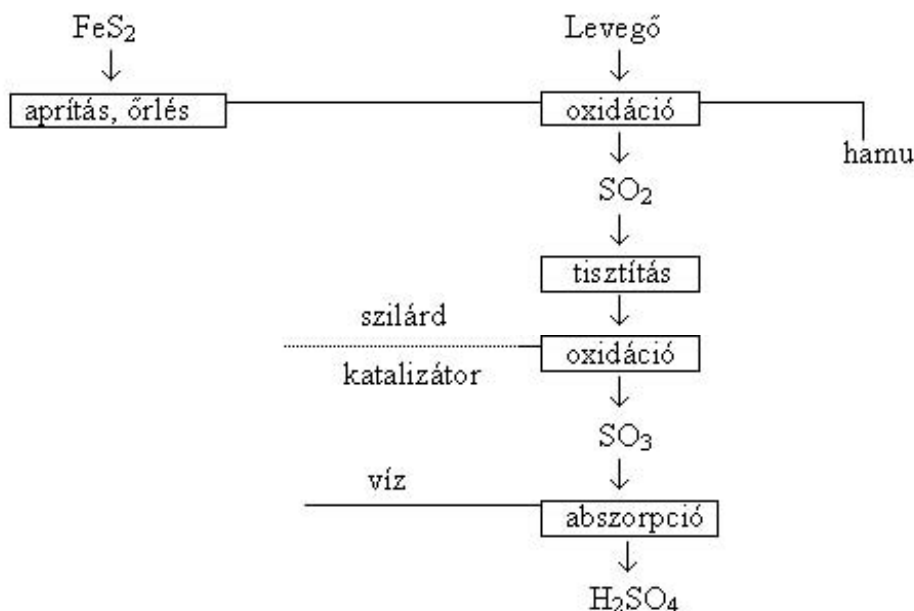 FeS2
Levegő
aprítás, őrlés
oxidáció
hamu
SO2
tisztítás
szilárd
katalizátor
oxidáció
SO3
víz
abszorpció
H2SO4